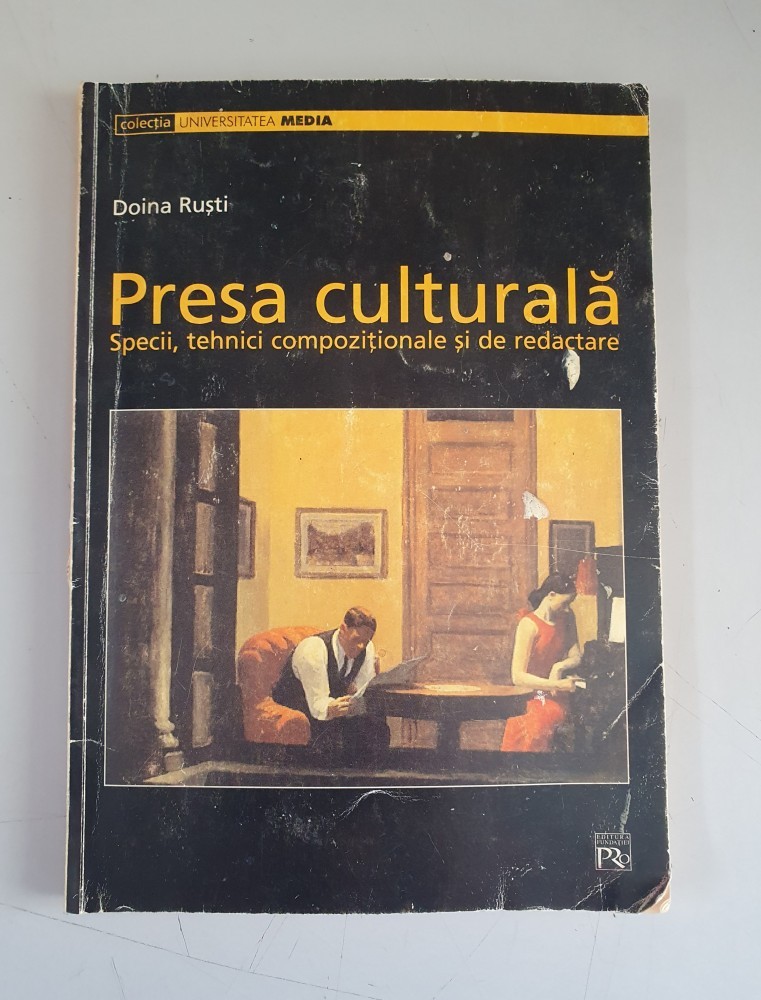 colecția UNIVERSITATEA MEDIA
Doina Ruști
Presa culturală
Specii, tehnici compoziționale și de redactare
EDITURA
FUNDAȚIEI
PRO